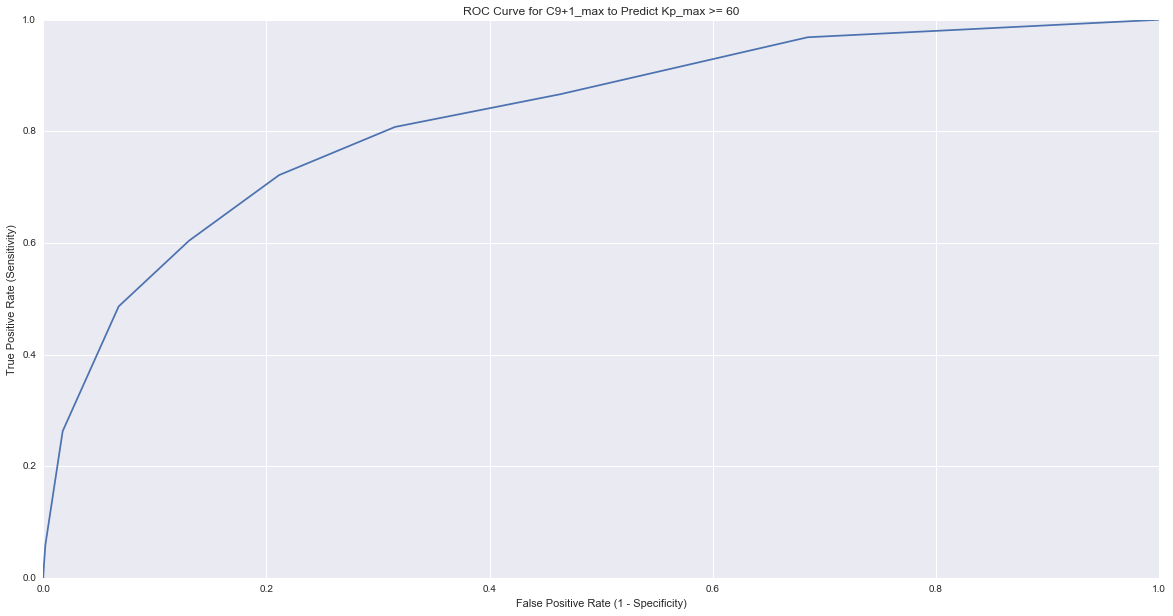 ROC Curve for C9+1_max to Predict Kp_max >= 60
1.0
0.8
0.6
0.4
0.2
0.0
True Positive Rate (Sensitivity)
0.0 0.2 0.4 0.6 0.8 1.0
False Positive Rate (1 - Specificity)